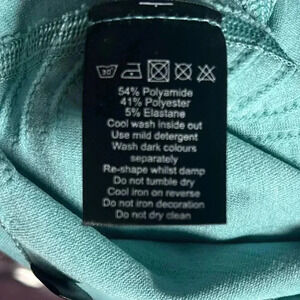 30°
54% Polyamide
41% Polyester
5% Elastane
Cool wash inside out
Use mild detergent
Wash dark colours
separately
Re-shape whilst damp
Do not tumble dry
Cool iron on reverse
Do not iron decoration
Do not dry clean